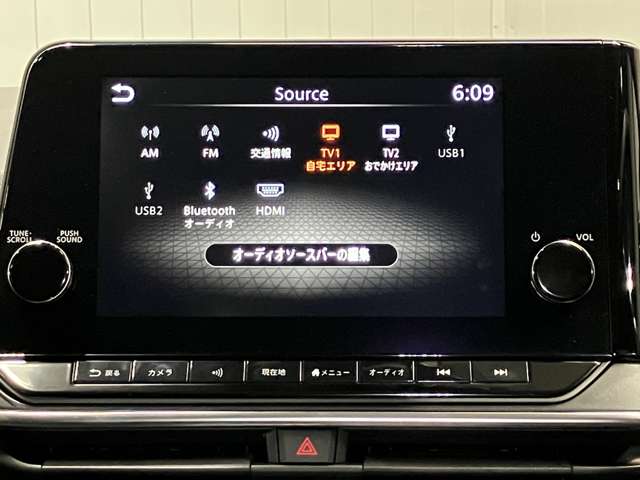 Source 6:09
AM FM 交通情報 TV1 TV2 USB1
自宅エリア おでかけエリア
USB2 Bluetooth HDMI
オーディオ
オーディオソースバーの編集
TUNE· PUSH
SCROLL SOUND
VOL
戻る カメラ 現在地 メニュー オーディオ